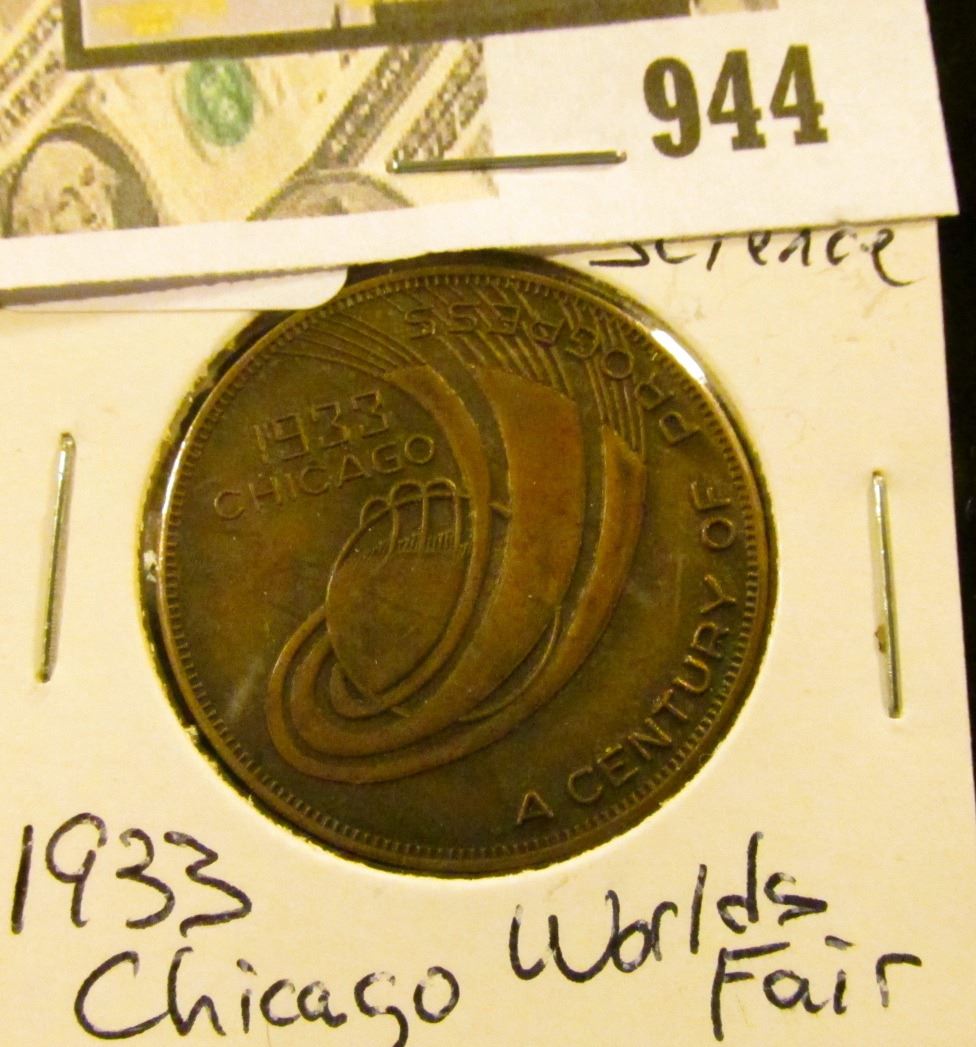 944
Science
1933
CHICAGO
A CENTURY OF PROGRESS
1933
Chicago Worlds Fair